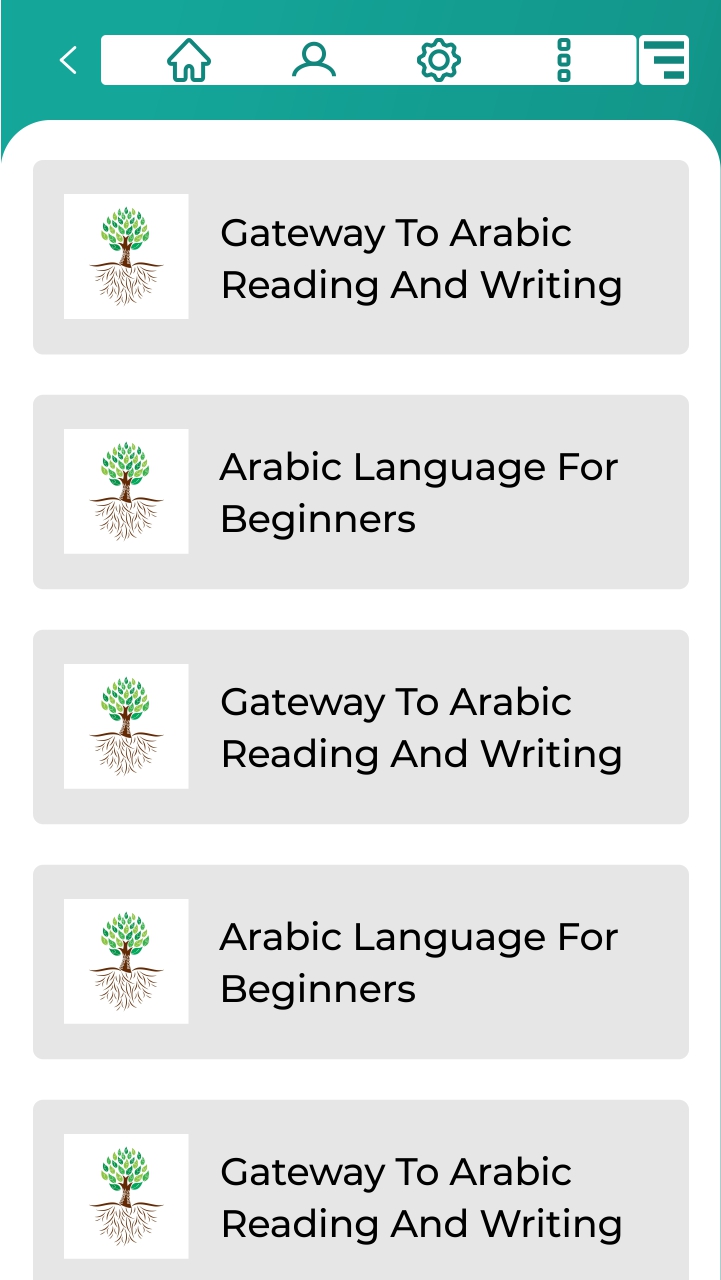 Gateway To Arabic
Reading And Writing
Arabic Language For
Beginners
Gateway To Arabic
Reading And Writing
Arabic Language For
Beginners
Gateway To Arabic
Reading And Writing